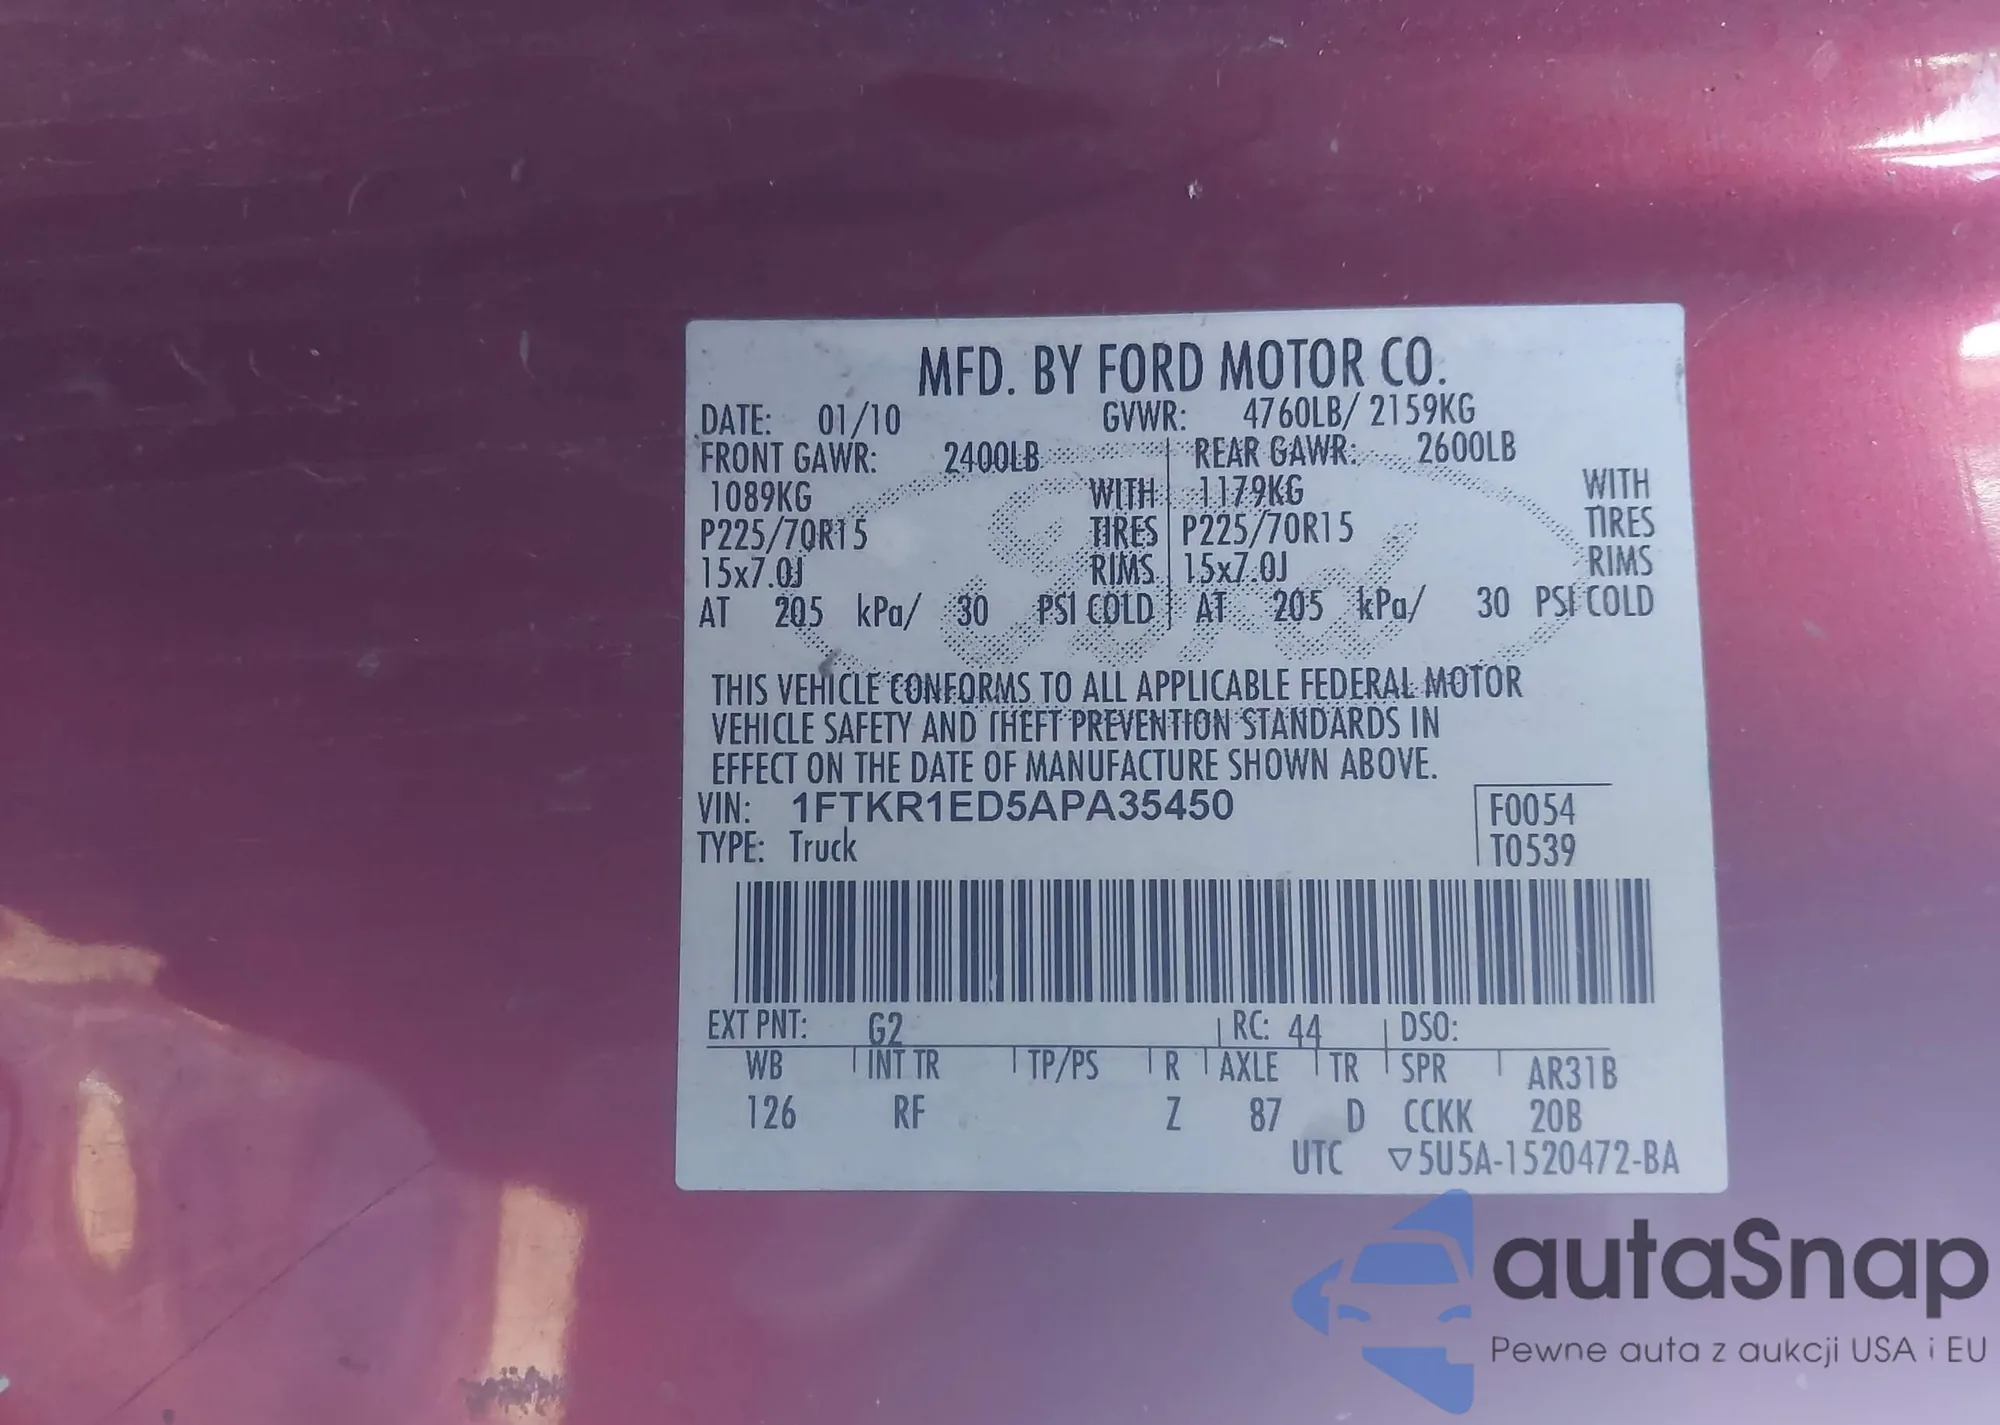 MFD. BY FORD MOTOR CO.
DATE: 01/10 GVWR: 4760LB/ 2159KG
FRONT GAWR: 2400LB REAR GAWR: 2600LB
1089KG WITH 1179KG WITH
P225/70R15 TIRES P225/70R15 TIRES
15x7.0J RIMS 15x7.0J RIMS
AT 205 kPa/ 30 PSI COLD AT 205 kPa/ 30 PSI COLD
Ford
THIS VEHICLE CONFORMS TO ALL APPLICABLE FEDERAL MOTOR
VEHICLE SAFETY AND THEFT PREVENTION STANDARDS IN
EFFECT ON THE DATE OF MANUFACTURE SHOWN ABOVE.
VIN: 1FTKR1ED5APA35450 F0054
TYPE: Truck T0539
EXT PNT: G2 RC: 44 DSO:
WB INT TR TP/PS R AXLE TR SPR AR31B
126 RF Z 87 D CCKK 20B
UTC ▽5U5A-1520472-BA
autaSnap
Pewne auta z aukcji USA i EU